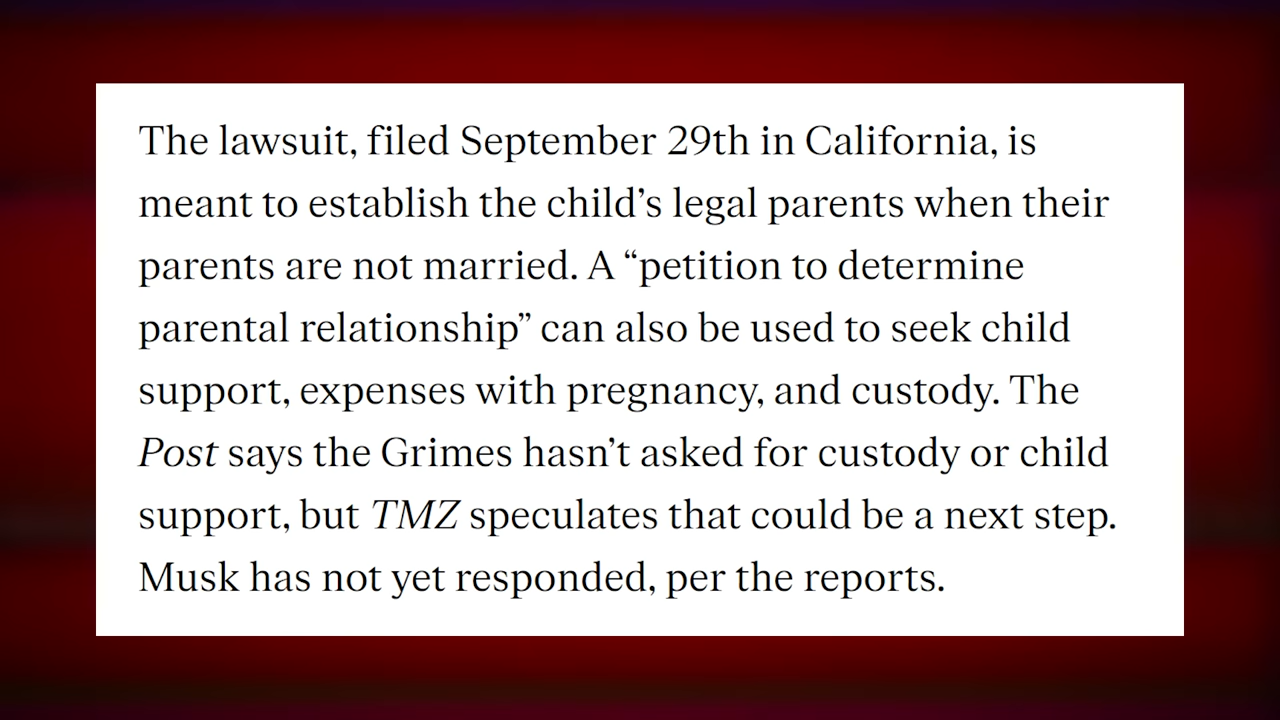 The lawsuit, filed September 29th in California, is
meant to establish the child’s legal parents when their
parents are not married. A “petition to determine
parental relationship” can also be used to seek child
support, expenses with pregnancy, and custody. The
Post says the Grimes hasn’t asked for custody or child
support, but TMZ speculates that could be a next step.
Musk has not yet responded, per the reports.